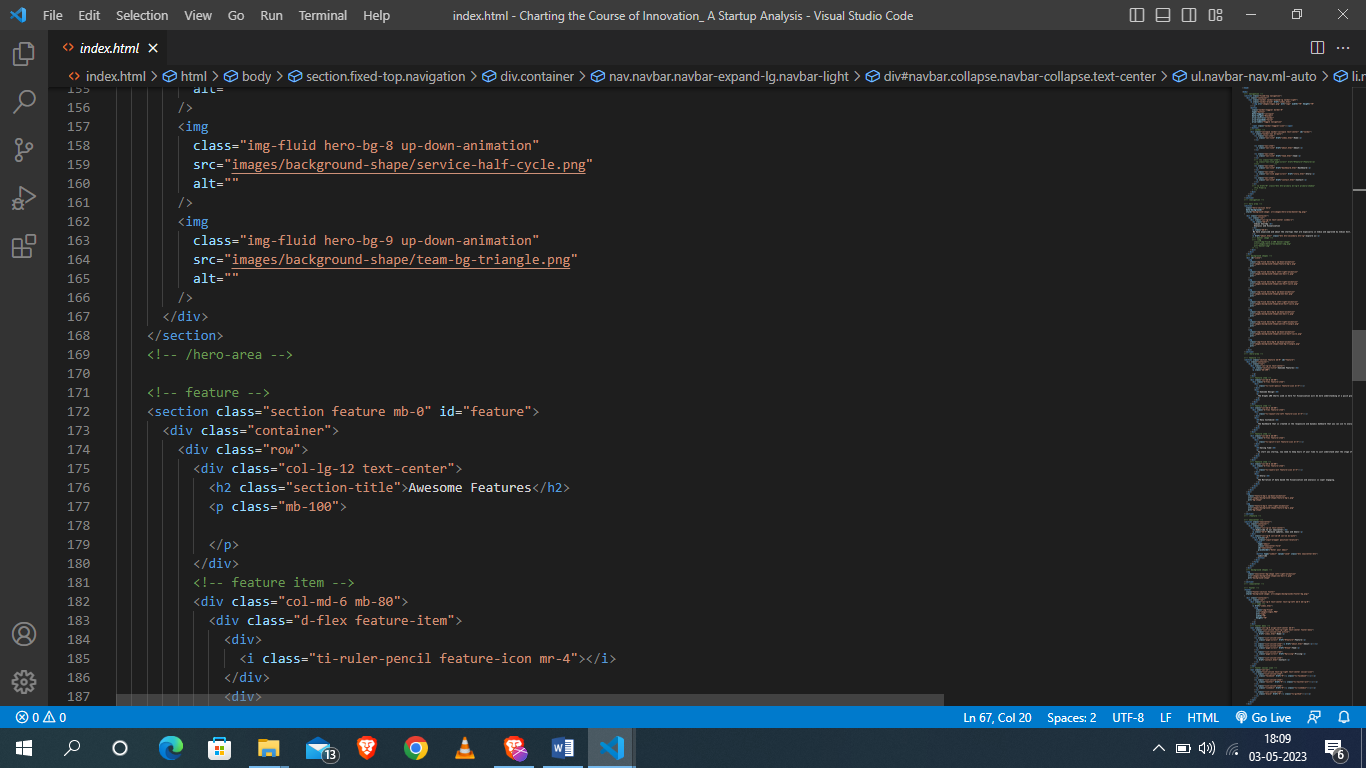 File Edit Selection View Go Run Terminal Help index.html - Charting the Course of Innovation_ A Startup Analysis - Visual Studio Code
<> index.html
<> index.html > html > body > section.fixed-top.navigation > div.container > nav.navbar.navbar-expand-lg.navbar-light > div#navbar.collapse.navbar-collapse.text-center > ul.navbar-nav.ml-auto >
155 alt=
156 />
157 <img
158 class="img-fluid hero-bg-8 up-down-animation"
159 src="images/background-shape/service-half-cycle.png"
160 alt=""
161 />
162 <img
163 class="img-fluid hero-bg-9 up-down-animation"
164 src="images/background-shape/team-bg-triangle.png"
165 alt=""
166 />
167 </div>
168 </section>
169 <!-- /hero-area -->
170
171 <!-- feature -->
172 <section class="section feature mb-0" id="feature">
173 <div class="container">
174 <div class="row">
175 <div class="col-lg-12 text-center">
176 <h2 class="section-title">Awesome Features</h2>
177 <p class="mb-100">
178
179 </p>
180 </div>
181 <!-- feature item -->
182 <div class="col-md-6 mb-80">
183 <div class="d-flex feature-item">
184 <div>
185 <i class="ti-ruler-pencil feature-icon mr-4"></i>
186 </div>
187 <div>
0 0 Ln 67, Col 20 Spaces: 2 UTF-8 LF HTML Go Live
13
18:09
03-05-2023
6